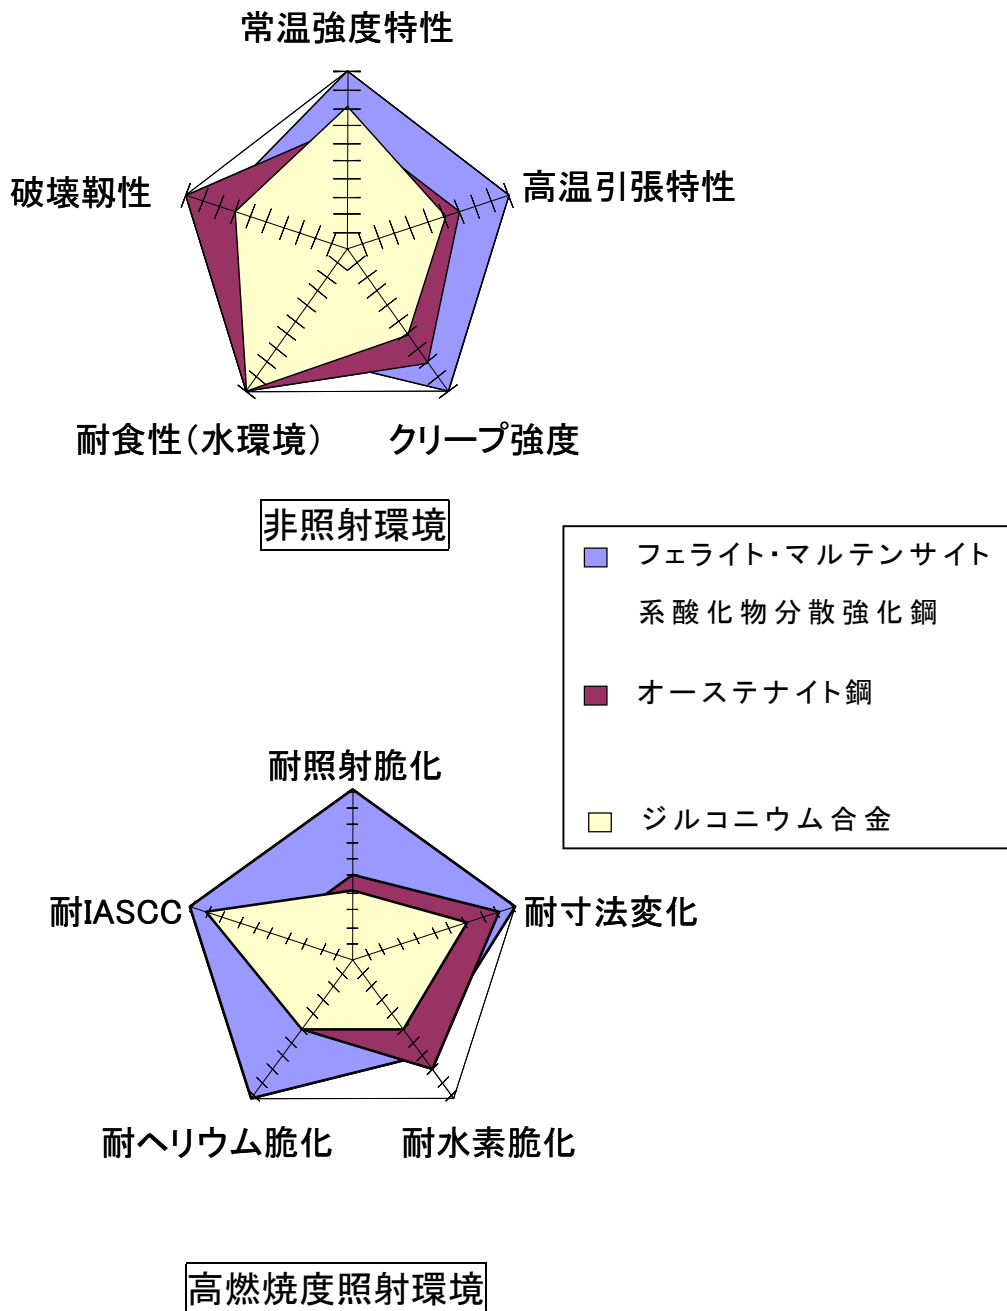 常温強度特性
破壊靱性
高温引張特性
耐食性(水環境)
クリープ強度
非照射環境
フェライト・マルテンサイト
系酸化物分散強化鋼
オーステナイト鋼
ジルコニウム合金
耐照射脆化
耐IASCC
耐寸法変化
耐ヘリウム脆化
耐水素脆化
高燃焼度照射環境